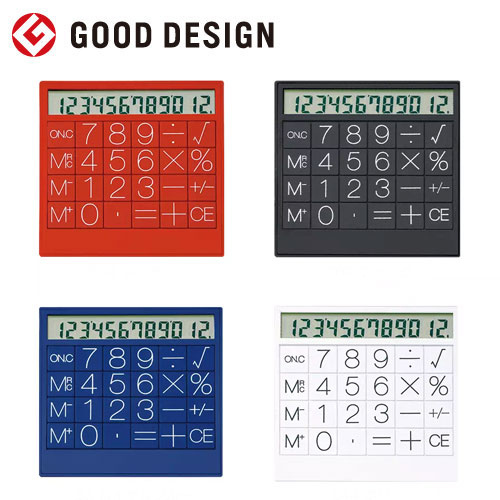 GOOD DESIGN
123456789012.
ON.C 7 8 9 ÷ √
MRC 4 5 6 × %
M− 1 2 3 − +/−
M+ 0 · = + CE
123456789012.
ON.C 7 8 9 ÷ √
MRC 4 5 6 × %
M− 1 2 3 − +/−
M+ 0 · = + CE
123456789012.
ON.C 7 8 9 ÷ √
MRC 4 5 6 × %
M− 1 2 3 − +/−
M+ 0 · = + CE
123456789012.
ON.C 7 8 9 ÷ √
MRC 4 5 6 × %
M− 1 2 3 − +/−
M+ 0 · = + CE